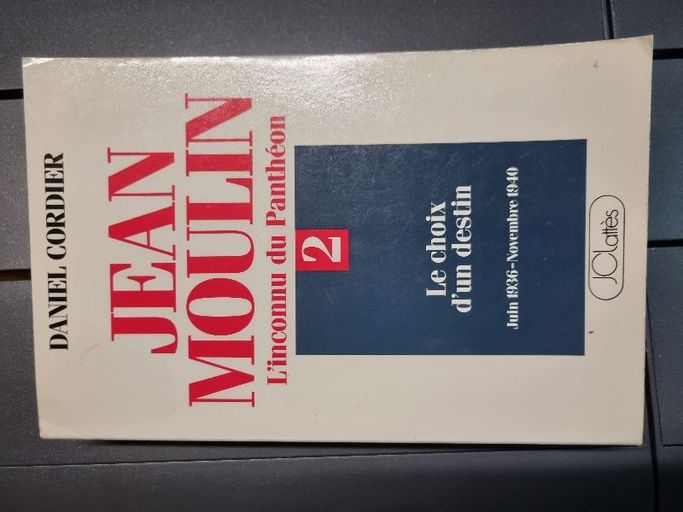 DANIEL CORDIER
JEAN
MOULIN
L'inconnu du Panthéon
2
Le choix
d'un destin
Juin 1936-Novembre 1940
JClattès